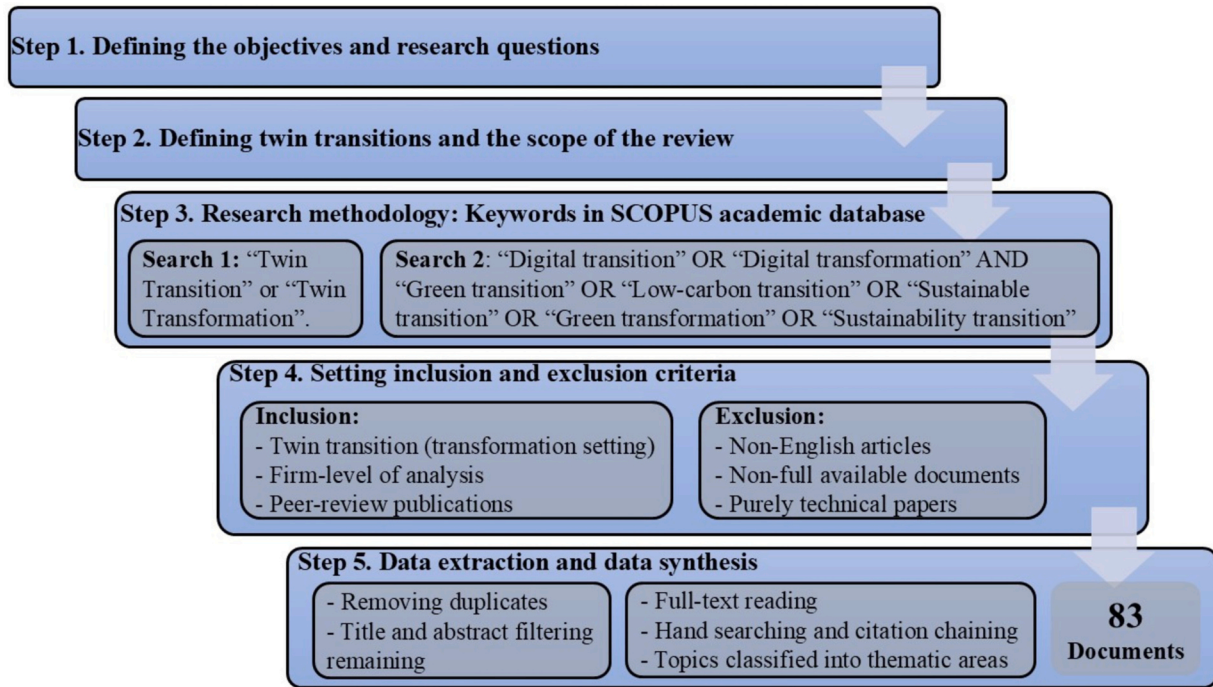 Step 1. Defining the objectives and research questions
Step 2. Defining twin transitions and the scope of the review
Step 3. Research methodology: Keywords in SCOPUS academic database
Search 1: “Twin
Transition” or “Twin
Transformation”.
Search 2: “Digital transition” OR “Digital transformation” AND
“Green transition” OR “Low-carbon transition” OR “Sustainable
transition” OR “Green transformation” OR “Sustainability transition”
Step 4. Setting inclusion and exclusion criteria
Inclusion:
- Twin transition (transformation setting)
- Firm-level of analysis
- Peer-review publications
Exclusion:
- Non-English articles
- Non-full available documents
- Purely technical papers
Step 5. Data extraction and data synthesis
- Removing duplicates
- Title and abstract filtering
remaining
- Full-text reading
- Hand searching and citation chaining
- Topics classified into thematic areas
83
Documents